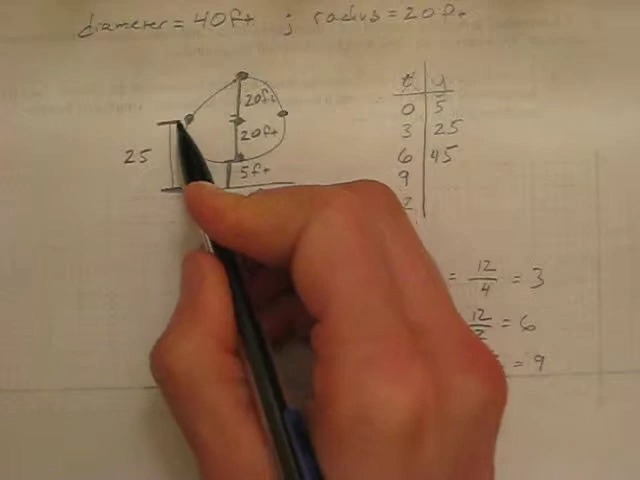 diameter = 40ft ; radius = 20ft
20ft
20ft
25
5ft
t y
0 5
3 25
6 45
9
= 12/4 = 3
12/2 = 6
= 9